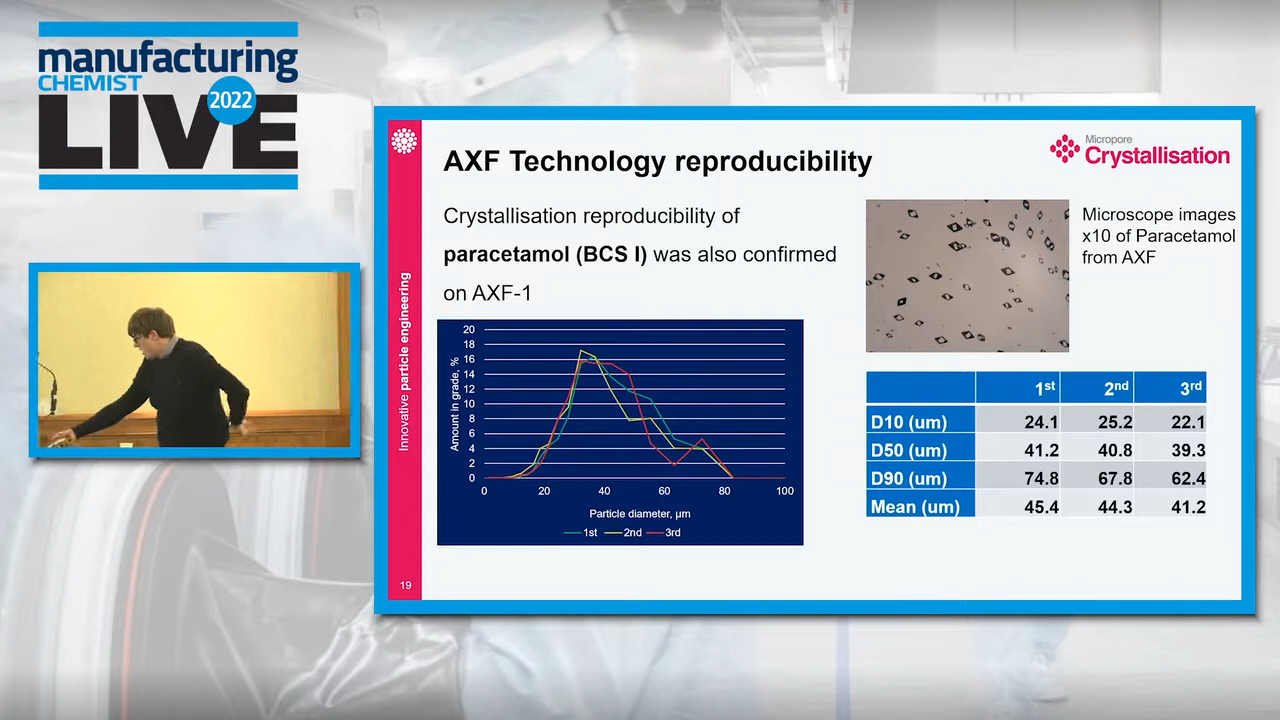 manufacturing
CHEMIST
2022
LIVE
Innovative particle engineering
19
AXF Technology reproducibility
Micropore
Crystallisation
Crystallisation reproducibility of
paracetamol (BCS I) was also confirmed
on AXF-1
Amount in grade, %
20
18
16
14
12
10
8
6
4
2
0
0 20 40 60 80 100
Particle diameter, µm
1st 2nd 3rd
Microscope images
x10 of Paracetamol
from AXF
1st 2nd 3rd
D10 (um) 24.1 25.2 22.1
D50 (um) 41.2 40.8 39.3
D90 (um) 74.8 67.8 62.4
Mean (um) 45.4 44.3 41.2